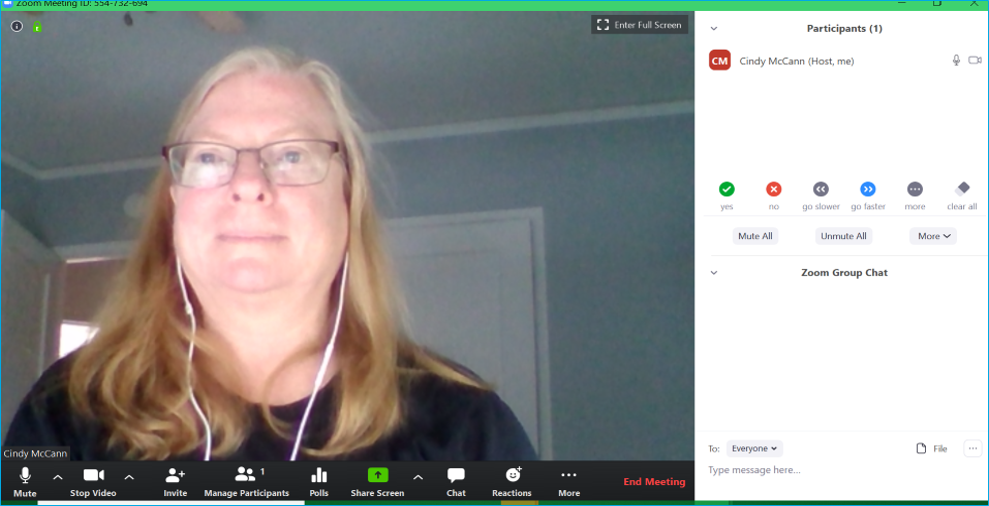 Zoom Meeting ID: 554-732-694
Enter Full Screen
Cindy McCann
Mute
Stop Video
Invite
1
Manage Participants
Polls
Share Screen
Chat
Reactions
More
End Meeting
Participants (1)
CM Cindy McCann (Host, me)
yes no go slower go faster more clear all
Mute All Unmute All More
Zoom Group Chat
To: Everyone File
Type message here...